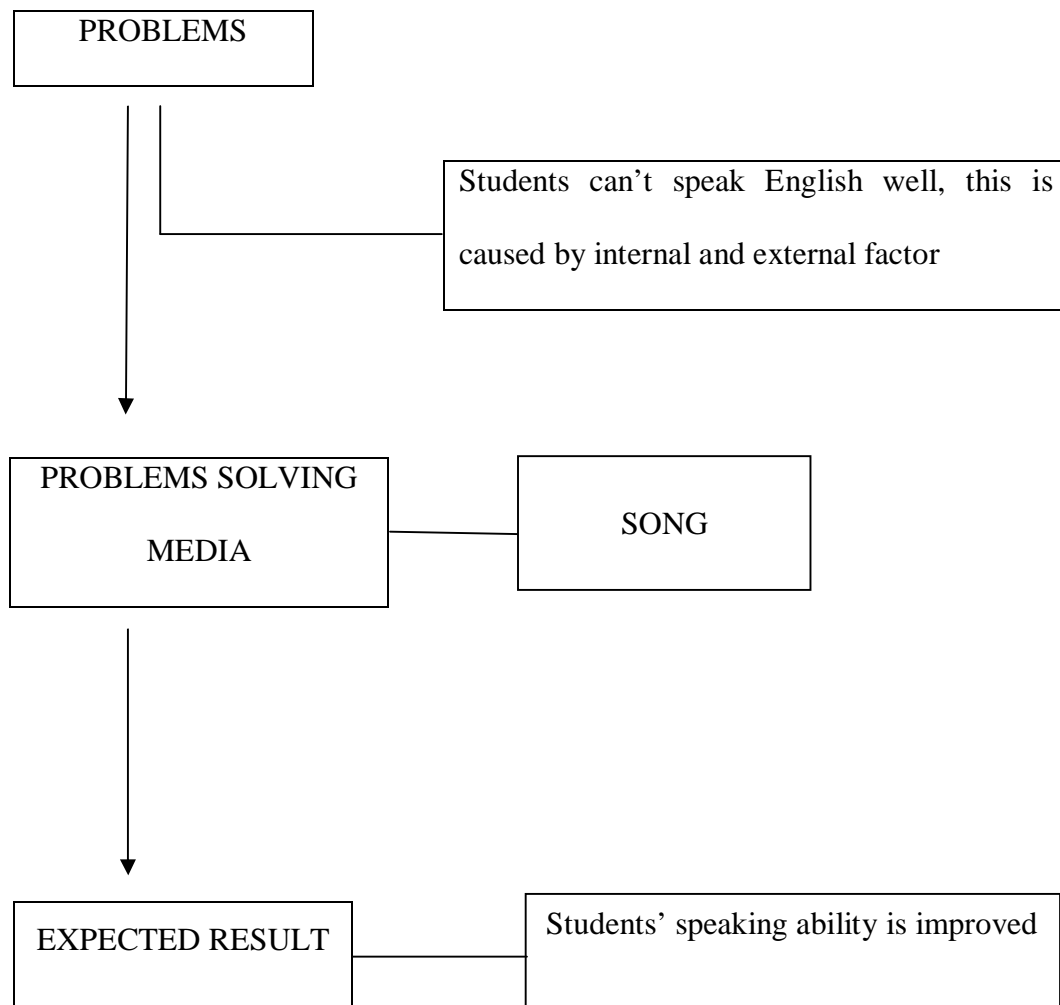 PROBLEMS
Students can’t speak English well, this is
caused by internal and external factor
PROBLEMS SOLVING
MEDIA
SONG
EXPECTED RESULT
Students’ speaking ability is improved